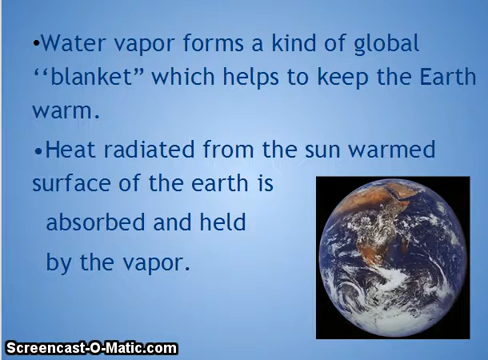 •Water vapor forms a kind of global
‘‘blanket” which helps to keep the Earth
warm.
•Heat radiated from the sun warmed
surface of the earth is
absorbed and held
by the vapor.
Screencast-O-Matic.com